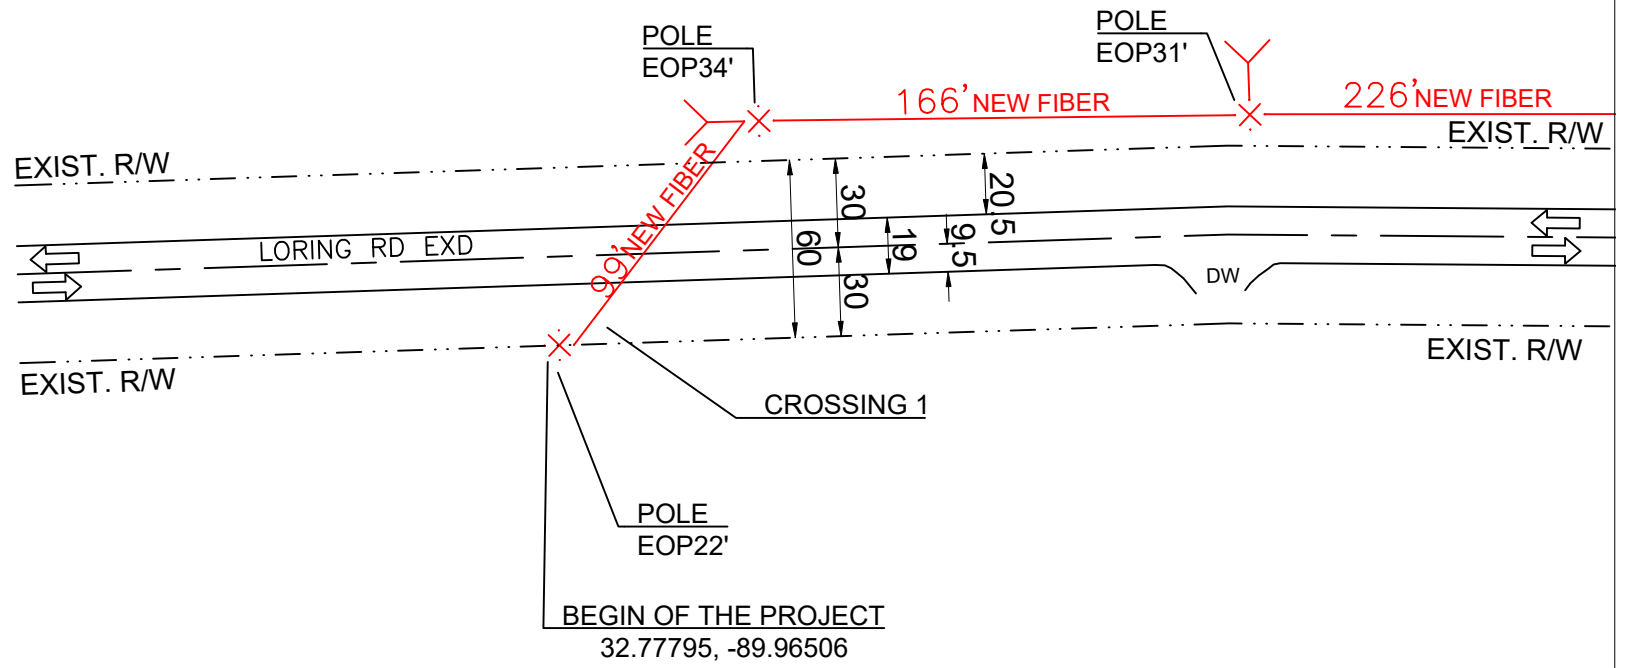 POLE
EOP34'
POLE
EOP31'
166' NEW FIBER
226' NEW FIBER
EXIST. R/W
EXIST. R/W
99' NEW FIBER
30
20.5
LORING RD EXD
60
19
9.5
30
DW
EXIST. R/W
EXIST. R/W
CROSSING 1
POLE
EOP22'
BEGIN OF THE PROJECT
32.77795, -89.96506